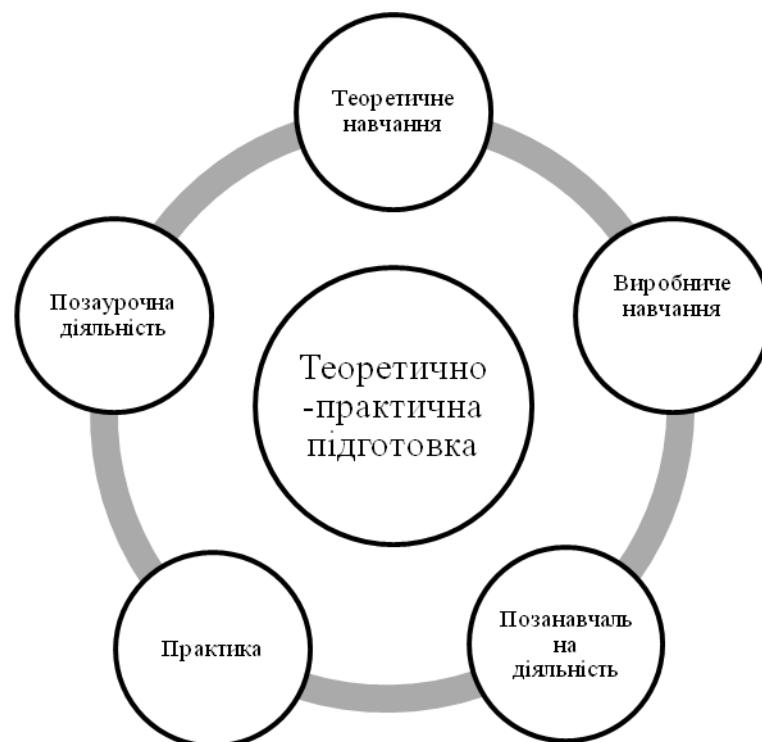 Теоретичне
навчання
Виробниче
навчання
Позаурочна
діяльність
Теоретично
-практична
підготовка
Позанавчаль
на
діяльність
Практика